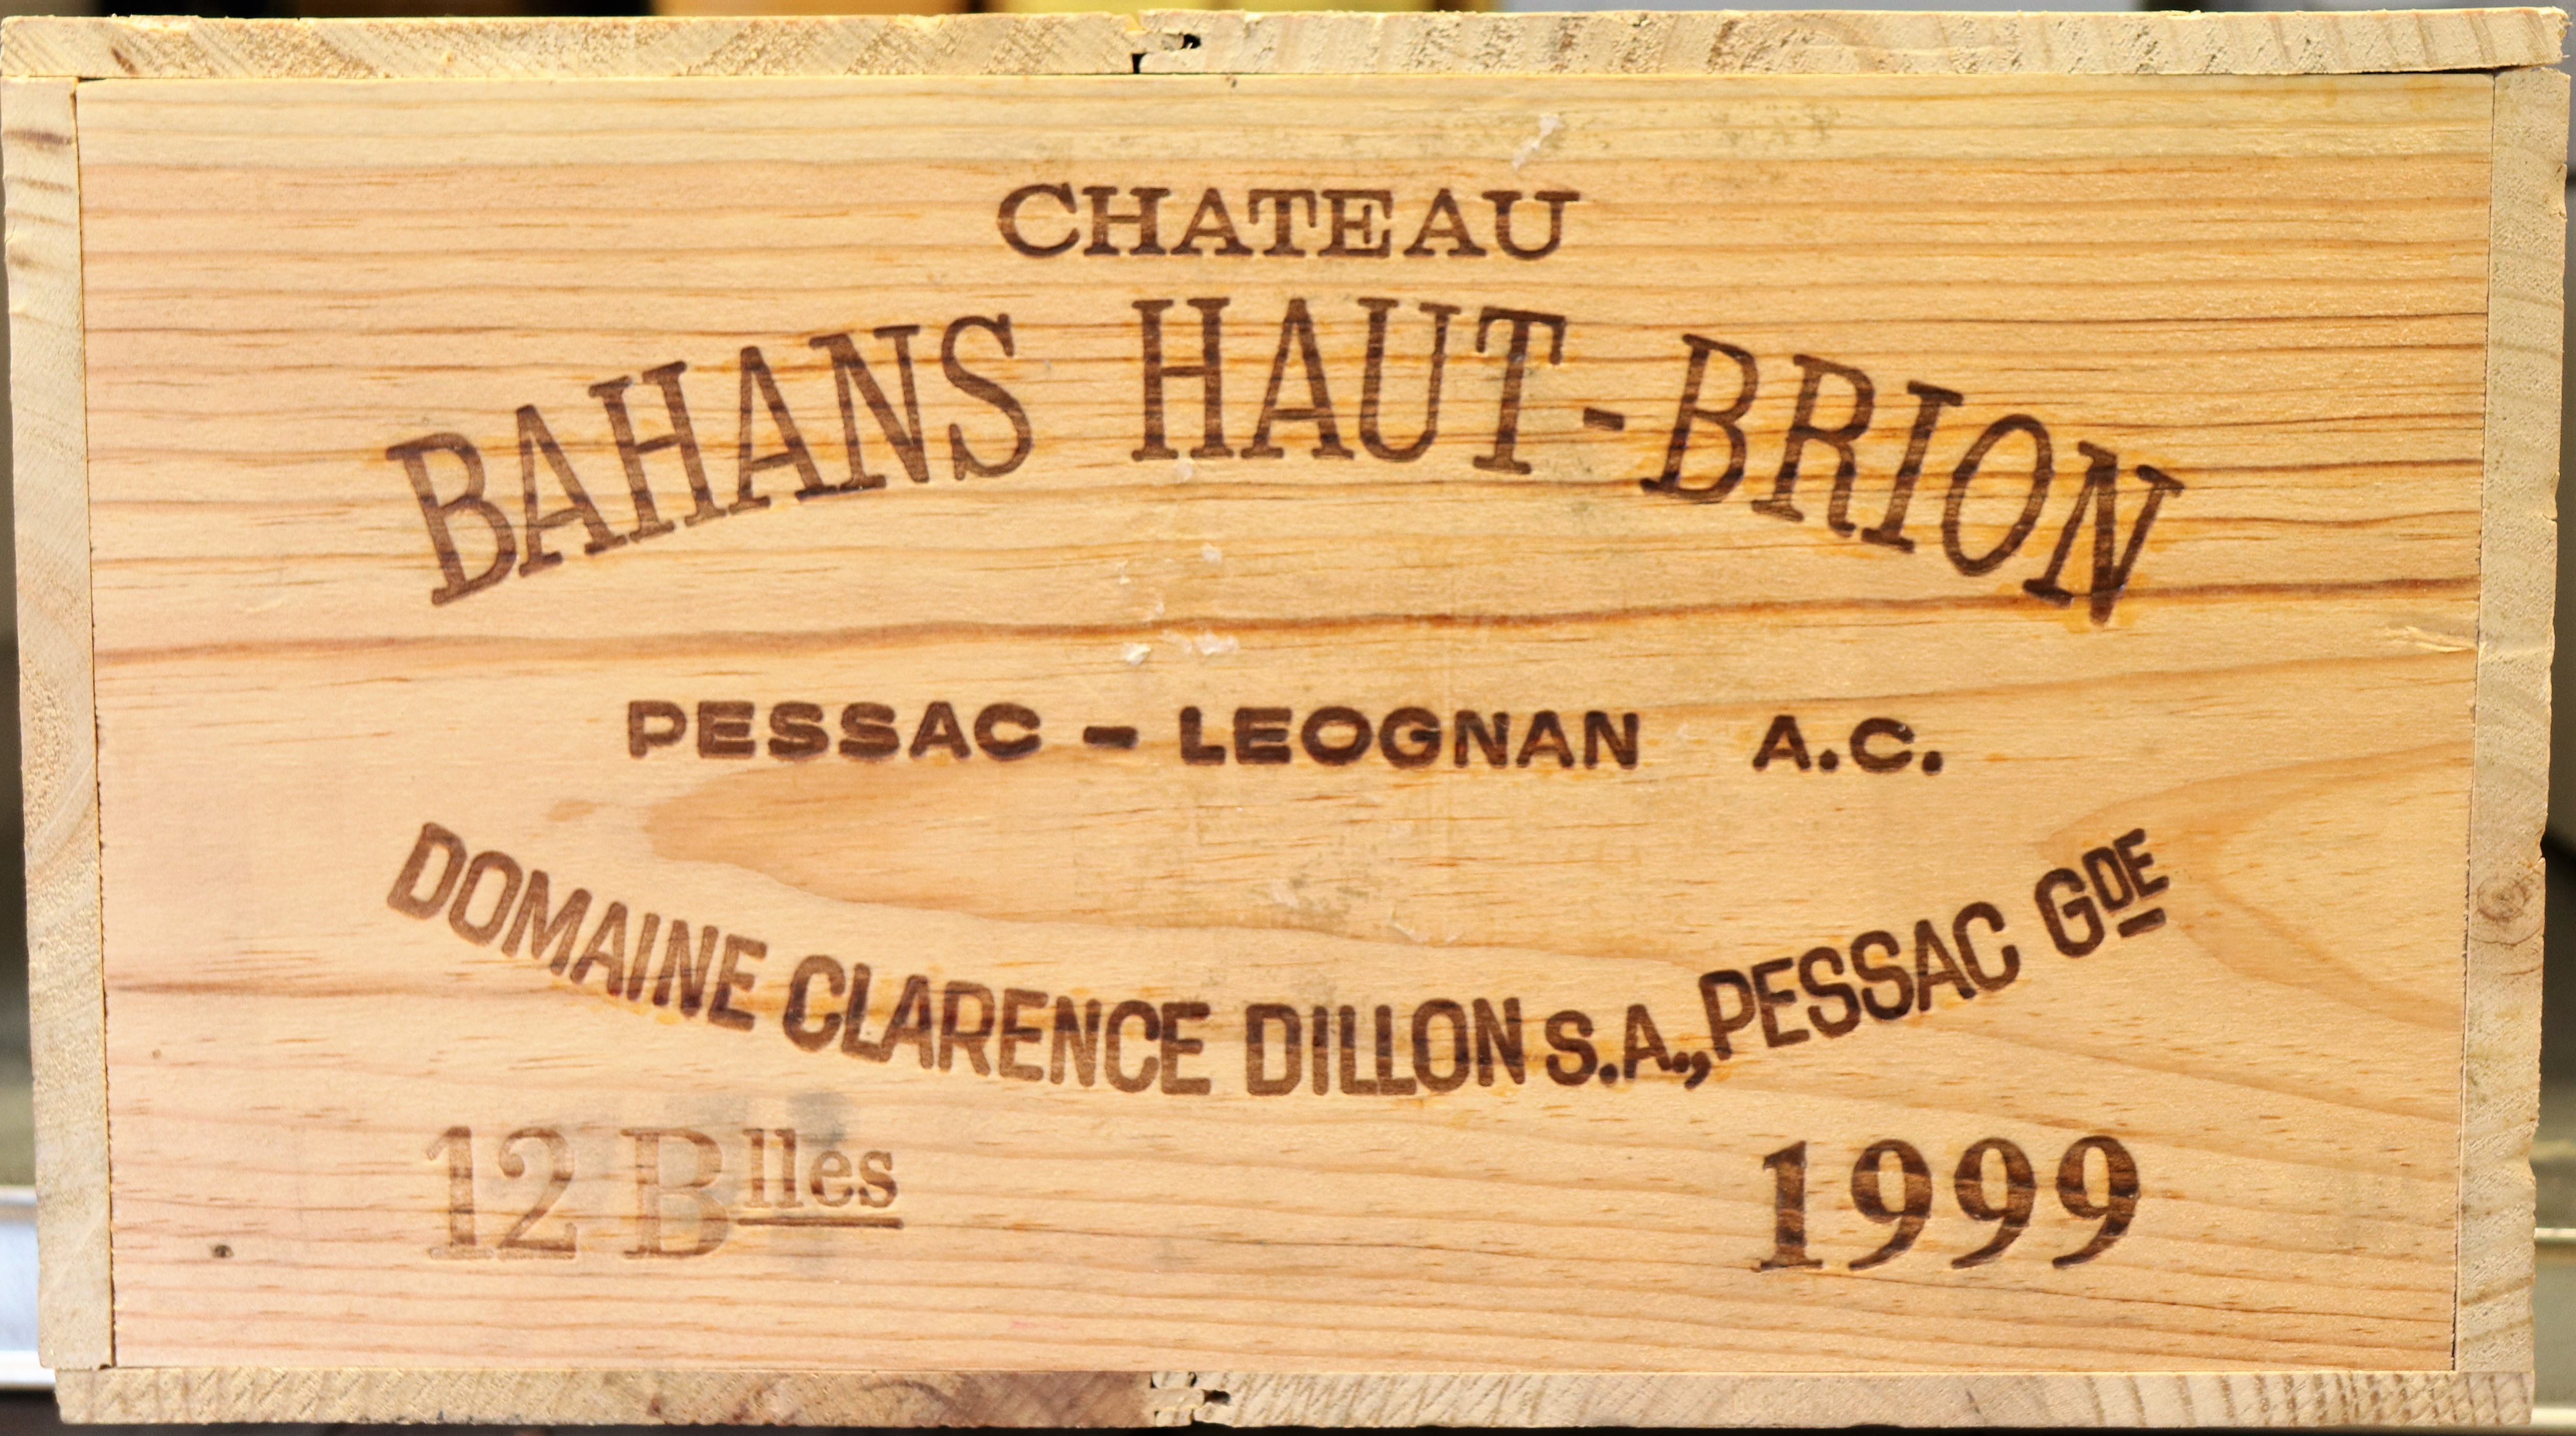 CHATEAU
BAHANS HAUT-BRION
PESSAC - LEOGNAN A.C.
DOMAINE CLARENCE DILLON S.A., PESSAC GDE
12 Blles
1999